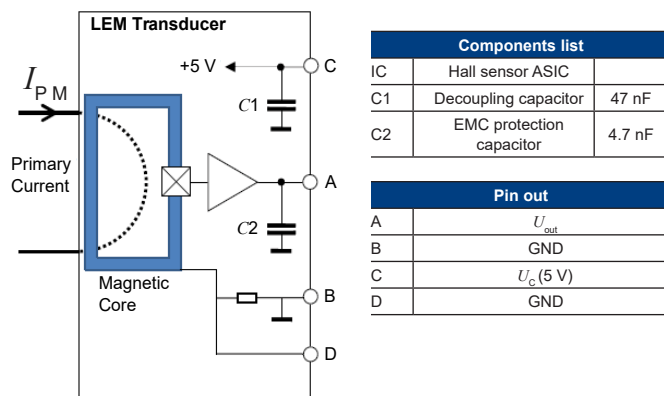 LEM Transducer
+5 V
C
I P M
C1
Primary
Current
A
C2
Magnetic
Core
B
D
Components list
IC Hall sensor ASIC
C1 Decoupling capacitor 47 nF
C2 EMC protection
capacitor 4.7 nF
Pin out
A U out
B GND
C U C (5 V)
D GND